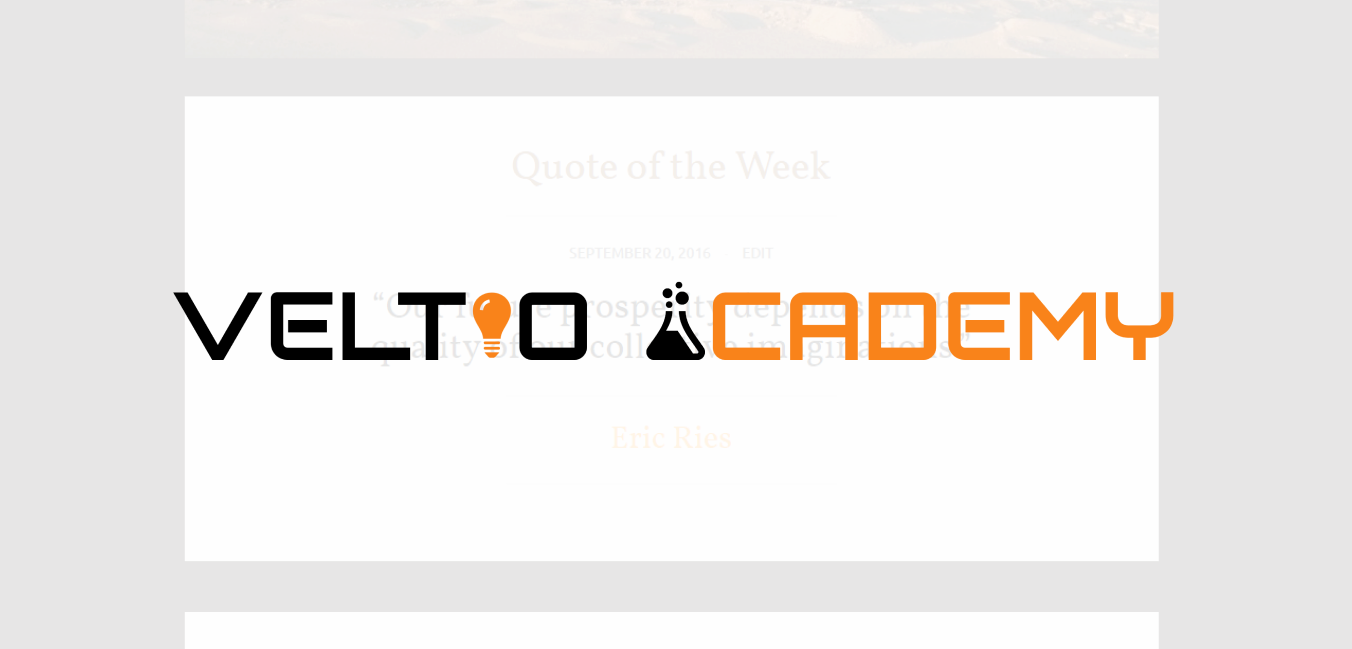 Quote of the Week
SEPTEMBER 20, 2016 EDIT
“Our future prosperity depends on the
quality of our collective imaginations.”
VELTIO ACADEMY
Eric Ries